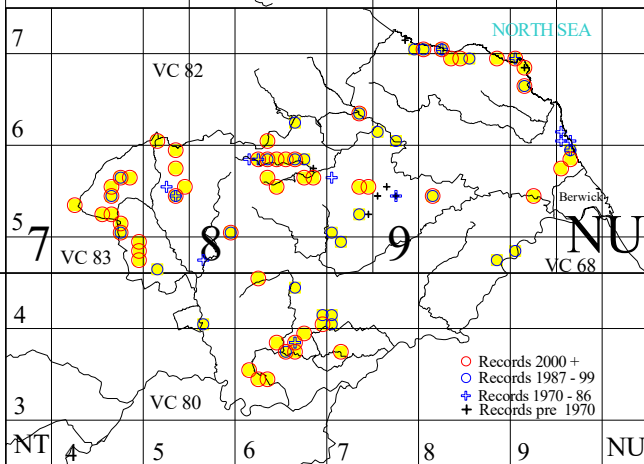 7
NORTH SEA
VC 82
6
Berwick
5
7
8
9
NU
VC 83
VC 68
4
Records 2000 +
Records 1987 - 99
Records 1970 - 86
Records pre 1970
VC 80
3
NT
4
5
6
7
8
9
NU